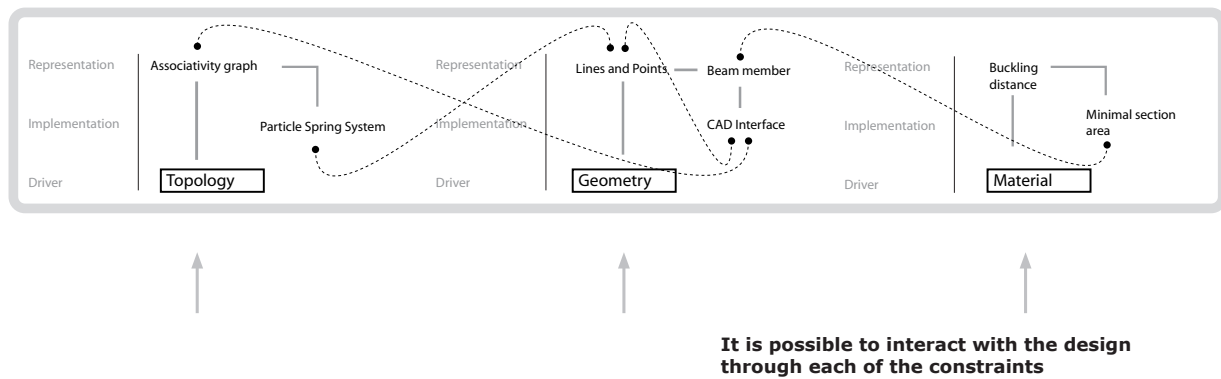 Representation
Associativity graph
Implementation
Particle Spring System
Driver
Topology
Representation
Lines and Points
Beam member
Implementation
CAD Interface
Driver
Geometry
Representation
Buckling
distance
Implementation
Minimal section
area
Driver
Material
It is possible to interact with the design
through each of the constraints